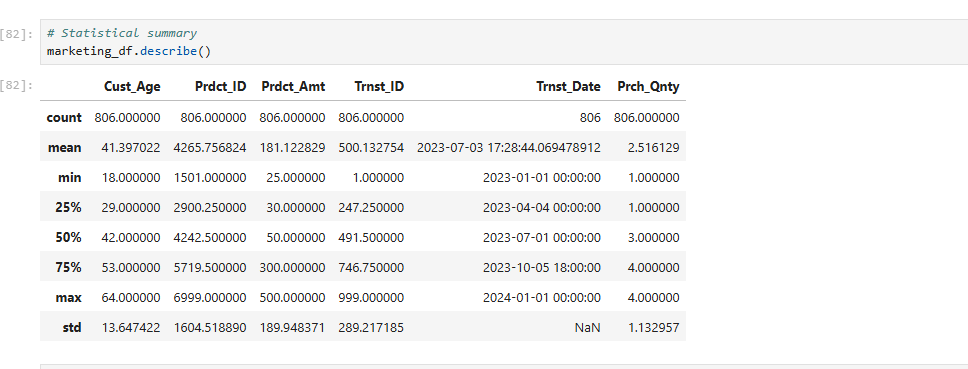 [82]: # Statistical summary
marketing_df.describe()
[82]: Cust_Age Prdct_ID Prdct_Amt Trnst_ID Trnst_Date Prch_Qnty
count 806.000000 806.000000 806.000000 806.000000 806 806.000000
mean 41.397022 4265.756824 181.122829 500.132754 2023-07-03 17:28:44.069478912 2.516129
min 18.000000 1501.000000 25.000000 1.000000 2023-01-01 00:00:00 1.000000
25% 29.000000 2900.250000 30.000000 247.250000 2023-04-04 00:00:00 1.000000
50% 42.000000 4242.500000 50.000000 491.500000 2023-07-01 00:00:00 3.000000
75% 53.000000 5719.500000 300.000000 746.750000 2023-10-05 18:00:00 4.000000
max 64.000000 6999.000000 500.000000 999.000000 2024-01-01 00:00:00 4.000000
std 13.647422 1604.518890 189.948371 289.217185 NaN 1.132957